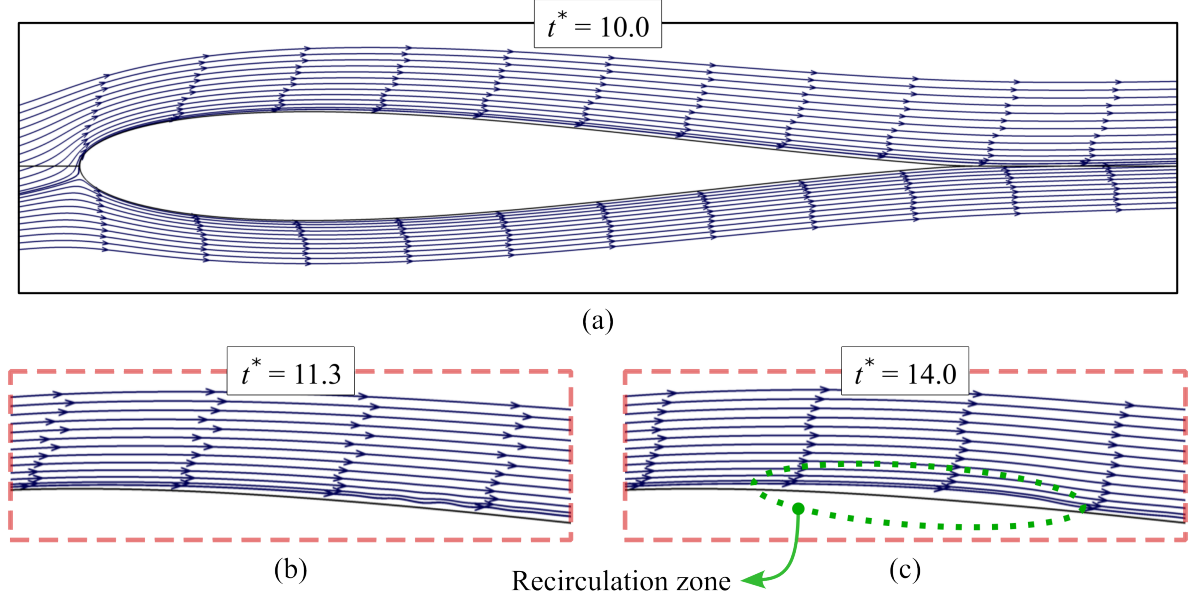 t* = 10.0
(a)
t* = 11.3
t* = 14.0
(b)
(c)
Recirculation zone